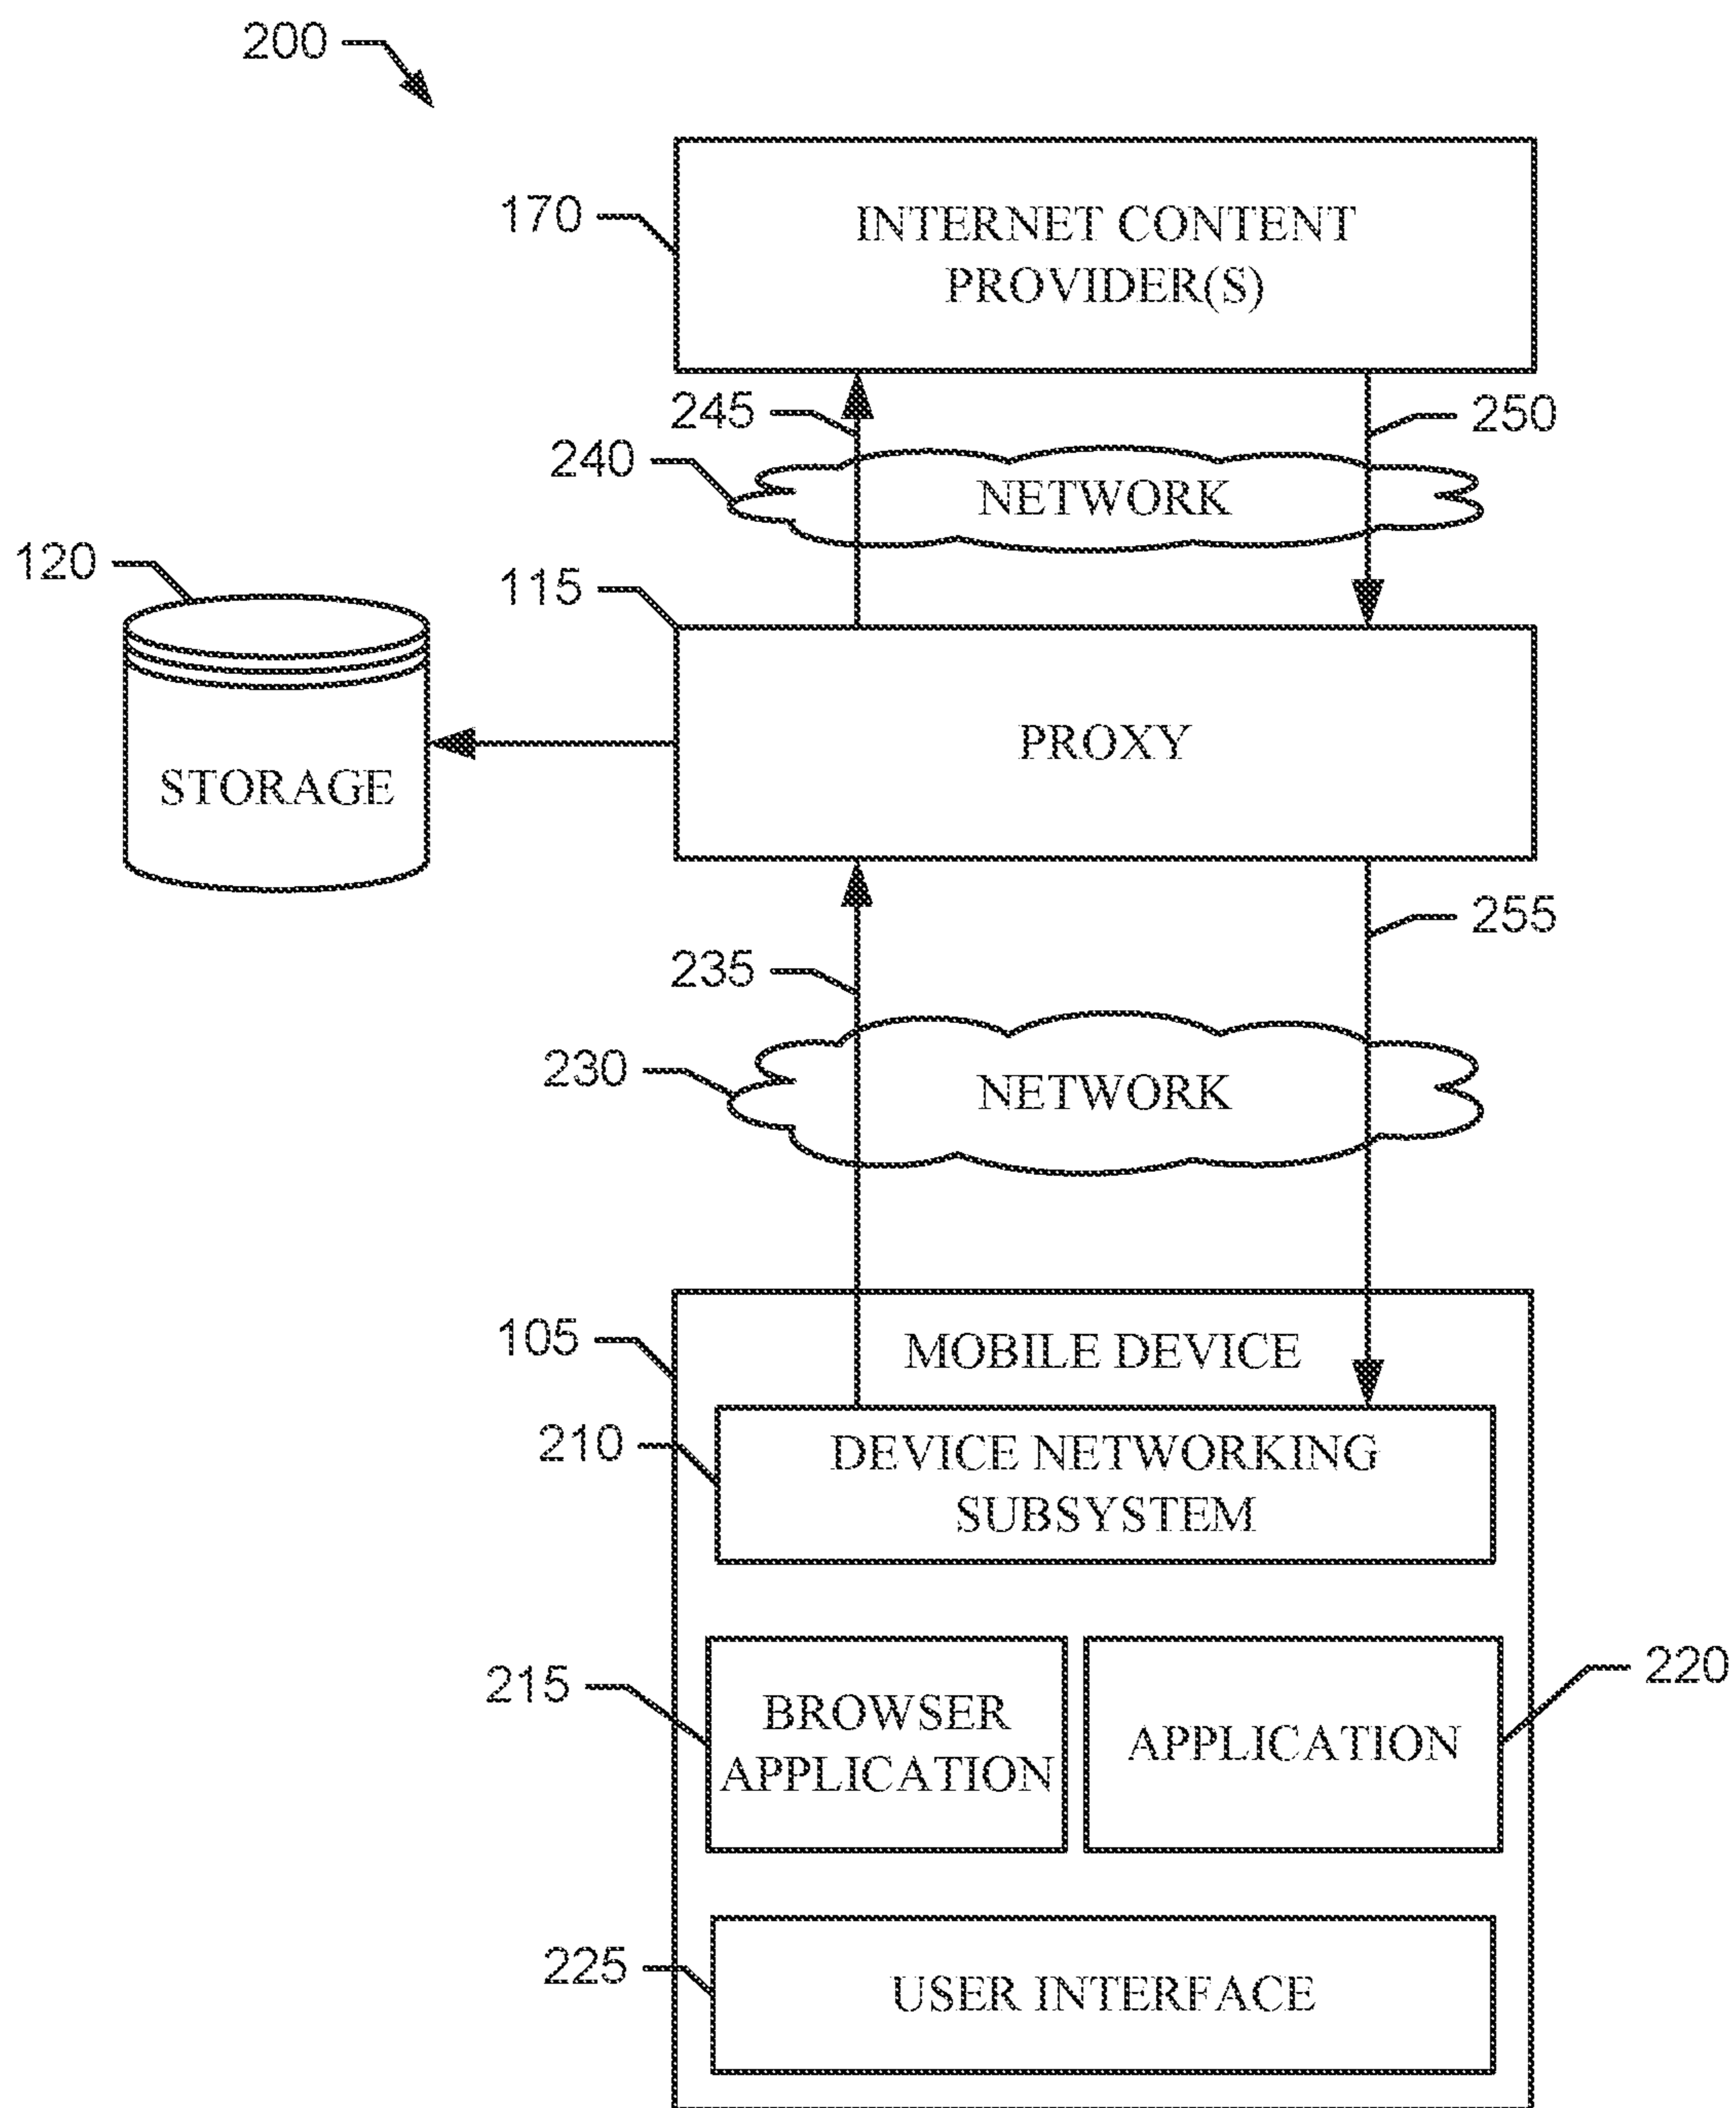 200
170
INTERNET CONTENT
PROVIDER(S)
245
250
240
NETWORK
120
115
STORAGE
PROXY
255
235
230
NETWORK
105
MOBILE DEVICE
210
DEVICE NETWORKING
SUBSYSTEM
215
BROWSER
APPLICATION
APPLICATION
220
225
USER INTERFACE